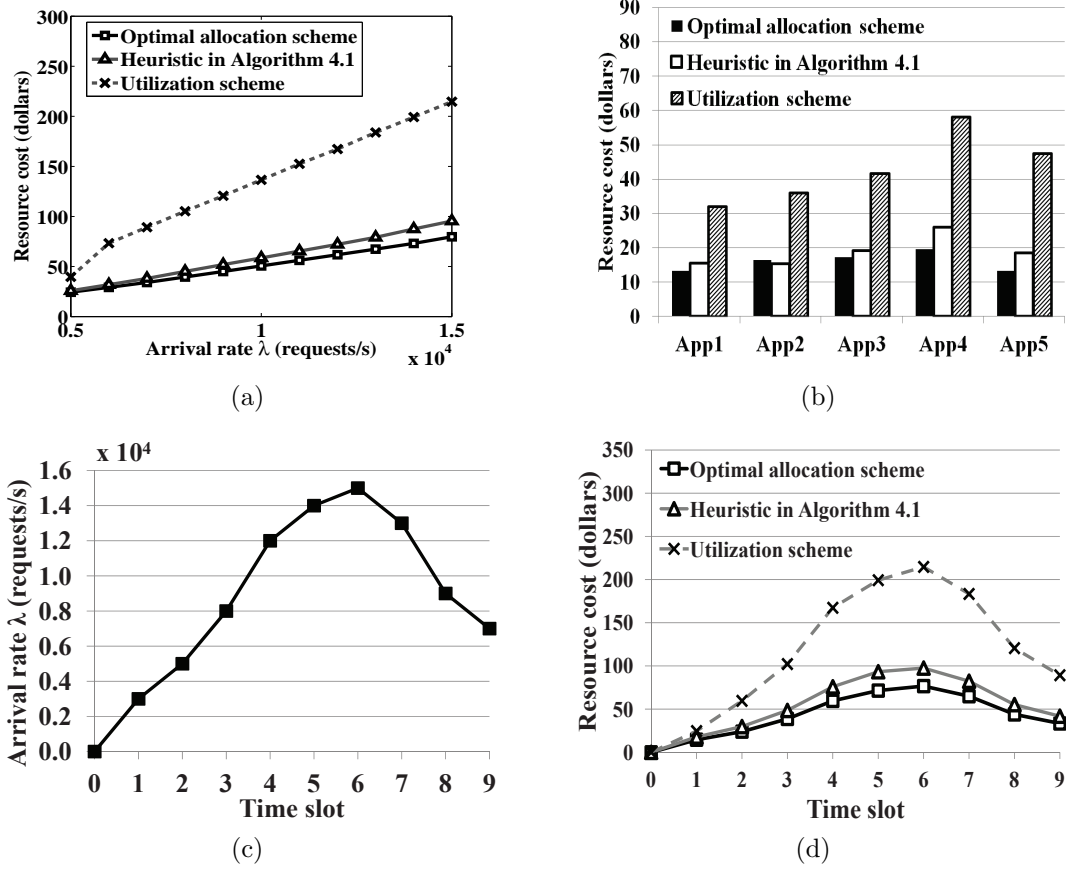 300
250
200
150
100
50
0
Resource cost (dollars)
Optimal allocation scheme
Heuristic in Algorithm 4.1
Utilization scheme
0.5 1 1.5
Arrival rate λ (requests/s)
x 10⁴
(a)
90
80
70
60
50
40
30
20
10
0
Resource cost (dollars)
Optimal allocation scheme
Heuristic in Algorithm 4.1
Utilization scheme
App1 App2 App3 App4 App5
(b)
x 10⁴
1.6
1.4
1.2
1.0
0.8
0.6
0.4
0.2
0.0
Arrival rate λ (requests/s)
0 1 2 3 4 5 6 7 8 9
Time slot
(c)
350
300
250
200
150
100
50
0
Resource cost (dollars)
Optimal allocation scheme
Heuristic in Algorithm 4.1
Utilization scheme
0 1 2 3 4 5 6 7 8 9
Time slot
(d)